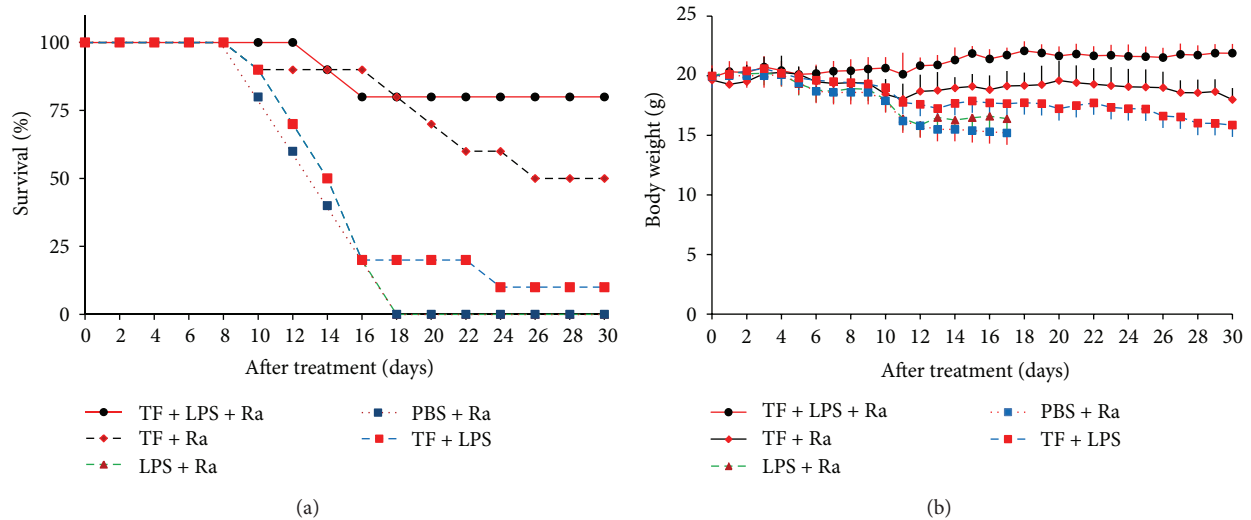 100
75
50
25
0
Survival (%)
0 2 4 6 8 10 12 14 16 18 20 22 24 26 28 30
After treatment (days)
TF + LPS + Ra
TF + Ra
LPS + Ra
PBS + Ra
TF + LPS
(a)
25
20
15
10
5
0
Body weight (g)
0 2 4 6 8 10 12 14 16 18 20 22 24 26 28 30
After treatment (days)
TF + LPS + Ra
TF + Ra
LPS + Ra
PBS + Ra
TF + LPS
(b)